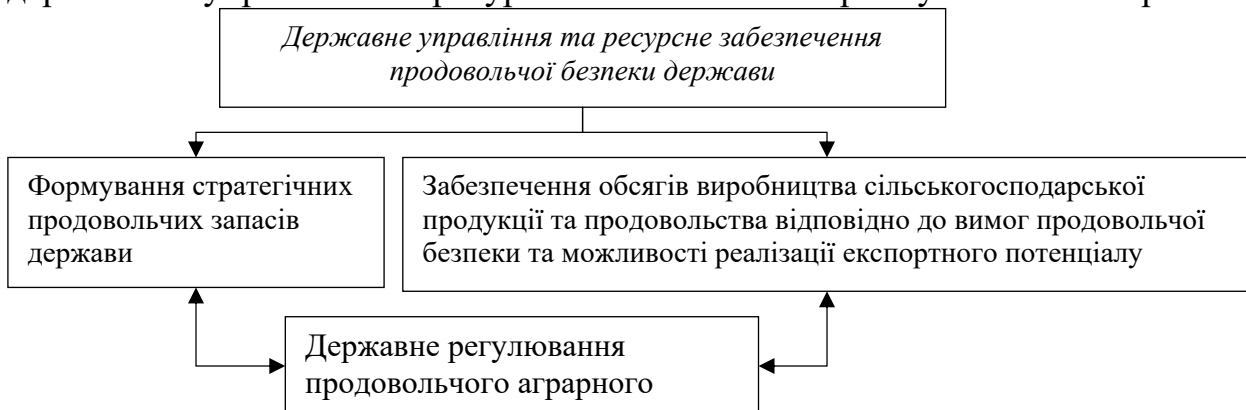 Державне управління та ресурсне забезпечення
продовольчої безпеки держави
Формування стратегічних
продовольчих запасів
держави
Забезпечення обсягів виробництва сільськогосподарської
продукції та продовольства відповідно до вимог продовольчої
безпеки та можливості реалізації експортного потенціалу
Державне регулювання
продовольчого аграрного